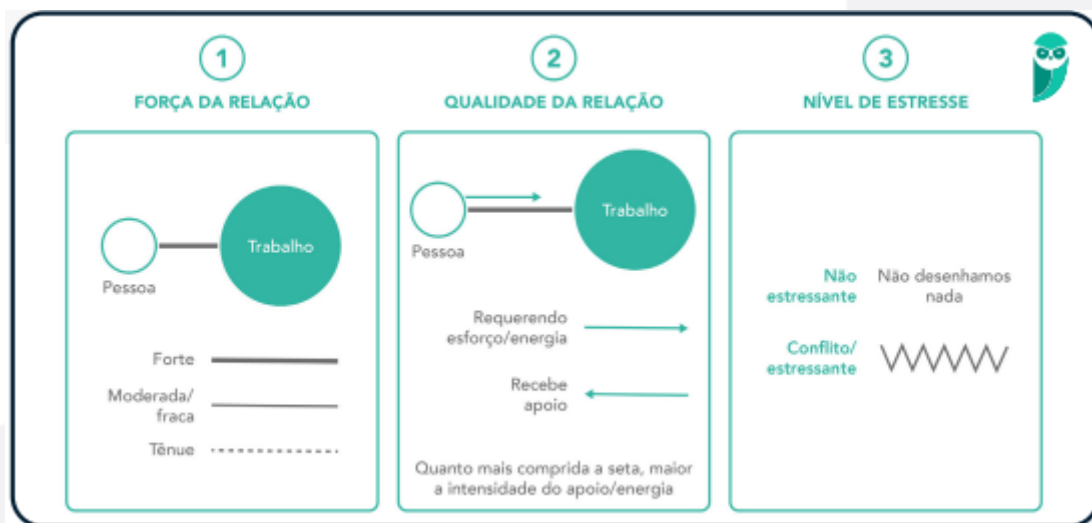 1
FORÇA DA RELAÇÃO
Trabalho
Pessoa
Forte
Moderada/
fraca
Tênue
2
QUALIDADE DA RELAÇÃO
Trabalho
Pessoa
Requerendo
esforço/energia
Recebe
apoio
Quanto mais comprida a seta, maior
a intensidade do apoio/energia
3
NÍVEL DE ESTRESSE
Não
estressante
Não desenhamos
nada
Conflito/
estressante